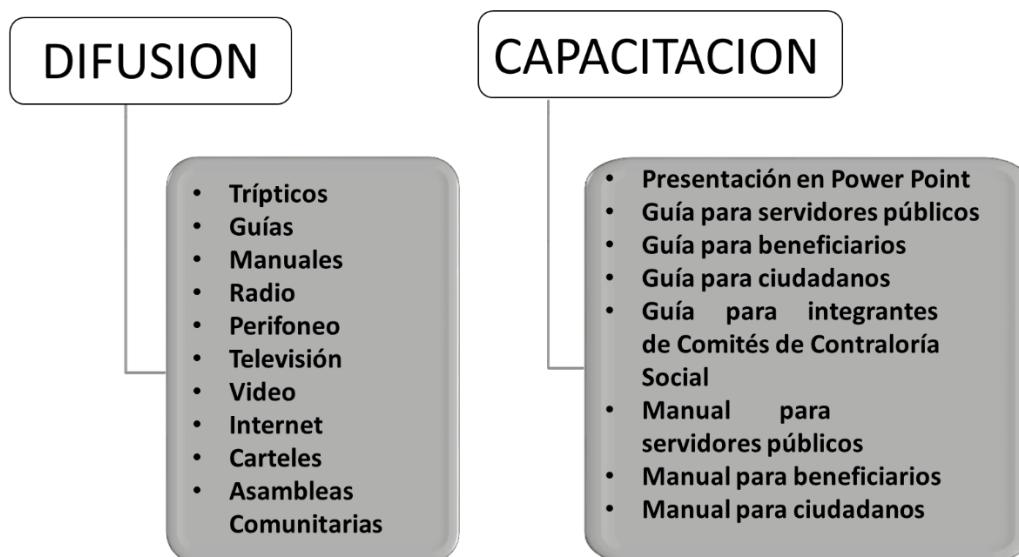 DIFUSION
• Trípticos
• Guías
• Manuales
• Radio
• Perifoneo
• Televisión
• Video
• Internet
• Carteles
• Asambleas
Comunitarias
CAPACITACION
• Presentación en Power Point
• Guía para servidores públicos
• Guía para beneficiarios
• Guía para ciudadanos
• Guía para integrantes
de Comités de Contraloría
Social
• Manual para
servidores públicos
• Manual para beneficiarios
• Manual para ciudadanos